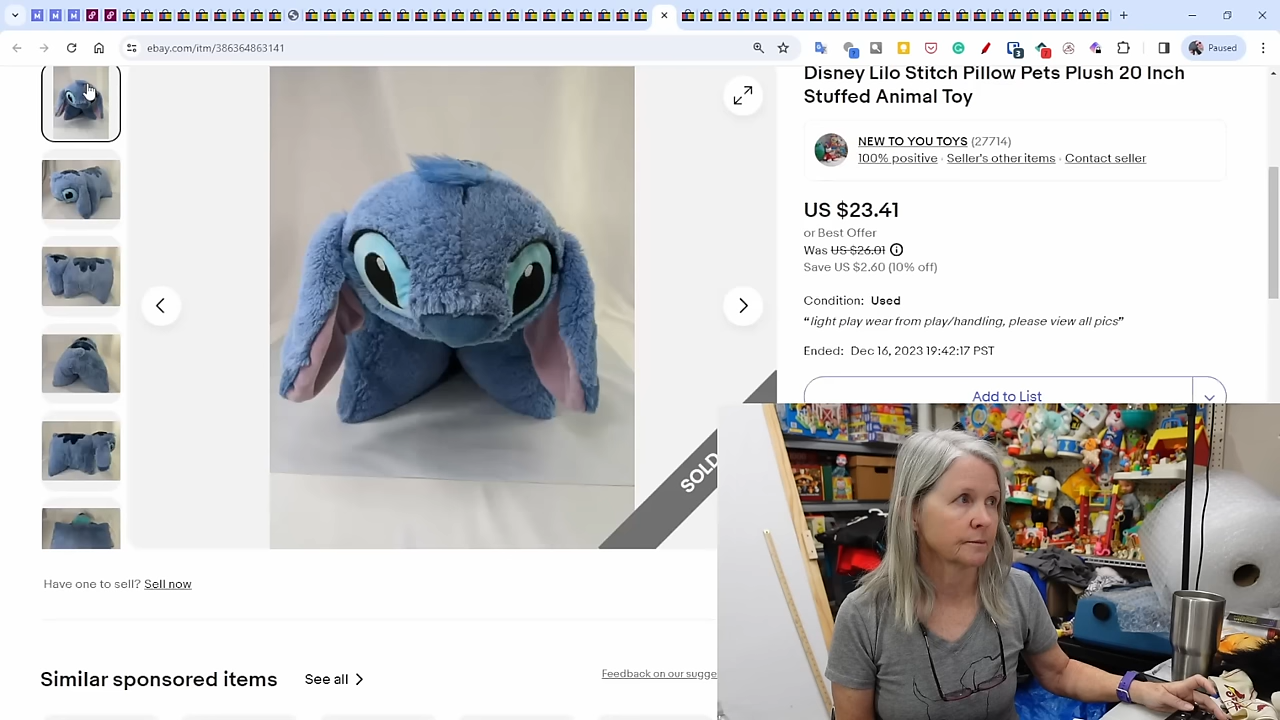 ebay.com/itm/386364863141
Paused
Disney Lilo Stitch Pillow Pets Plush 20 Inch
Stuffed Animal Toy
NEW TO YOU TOYS (27714)
100% positive · Seller's other items · Contact seller
US $23.41
or Best Offer
Was US $26.01
Save US $2.60 (10% off)
Condition: Used
“light play wear from play/handling, please view all pics”
Ended: Dec 16, 2023 19:42:17 PST
Add to List
SOLD
Have one to sell? Sell now
Similar sponsored items
See all
Feedback on our sugge